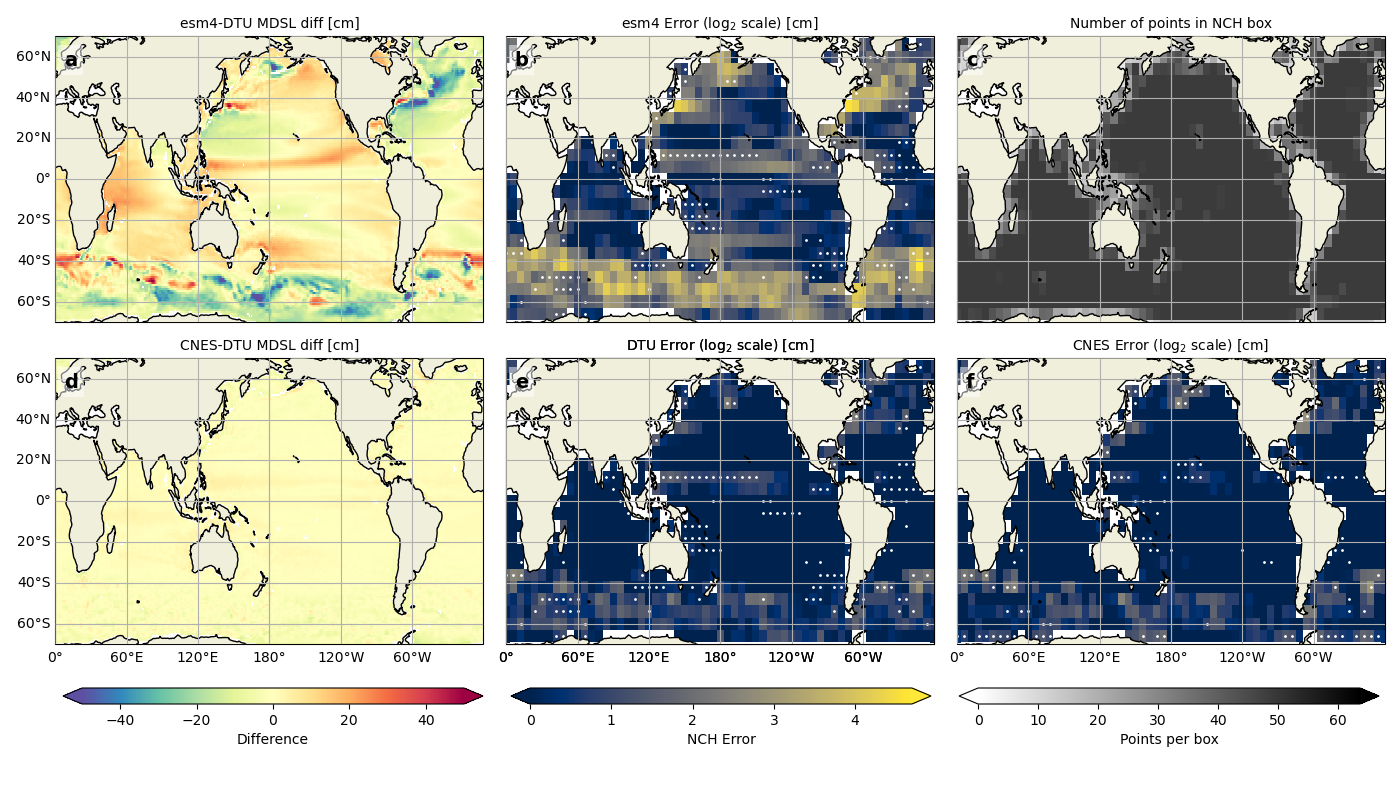 esm4-DTU MDSL diff [cm]
esm4 Error (log₂ scale) [cm]
Number of points in NCH box
a
b
c
60°N
40°N
20°N
0°
20°S
40°S
60°S
CNES-DTU MDSL diff [cm]
DTU Error (log₂ scale) [cm]
CNES Error (log₂ scale) [cm]
d
e
f
60°N
40°N
20°N
0°
20°S
40°S
60°S
0° 60°E 120°E 180° 120°W 60°W
0° 60°E 120°E 180° 120°W 60°W
0° 60°E 120°E 180° 120°W 60°W
−40 −20 0 20 40
Difference
0 1 2 3 4
NCH Error
0 10 20 30 40 50 60
Points per box